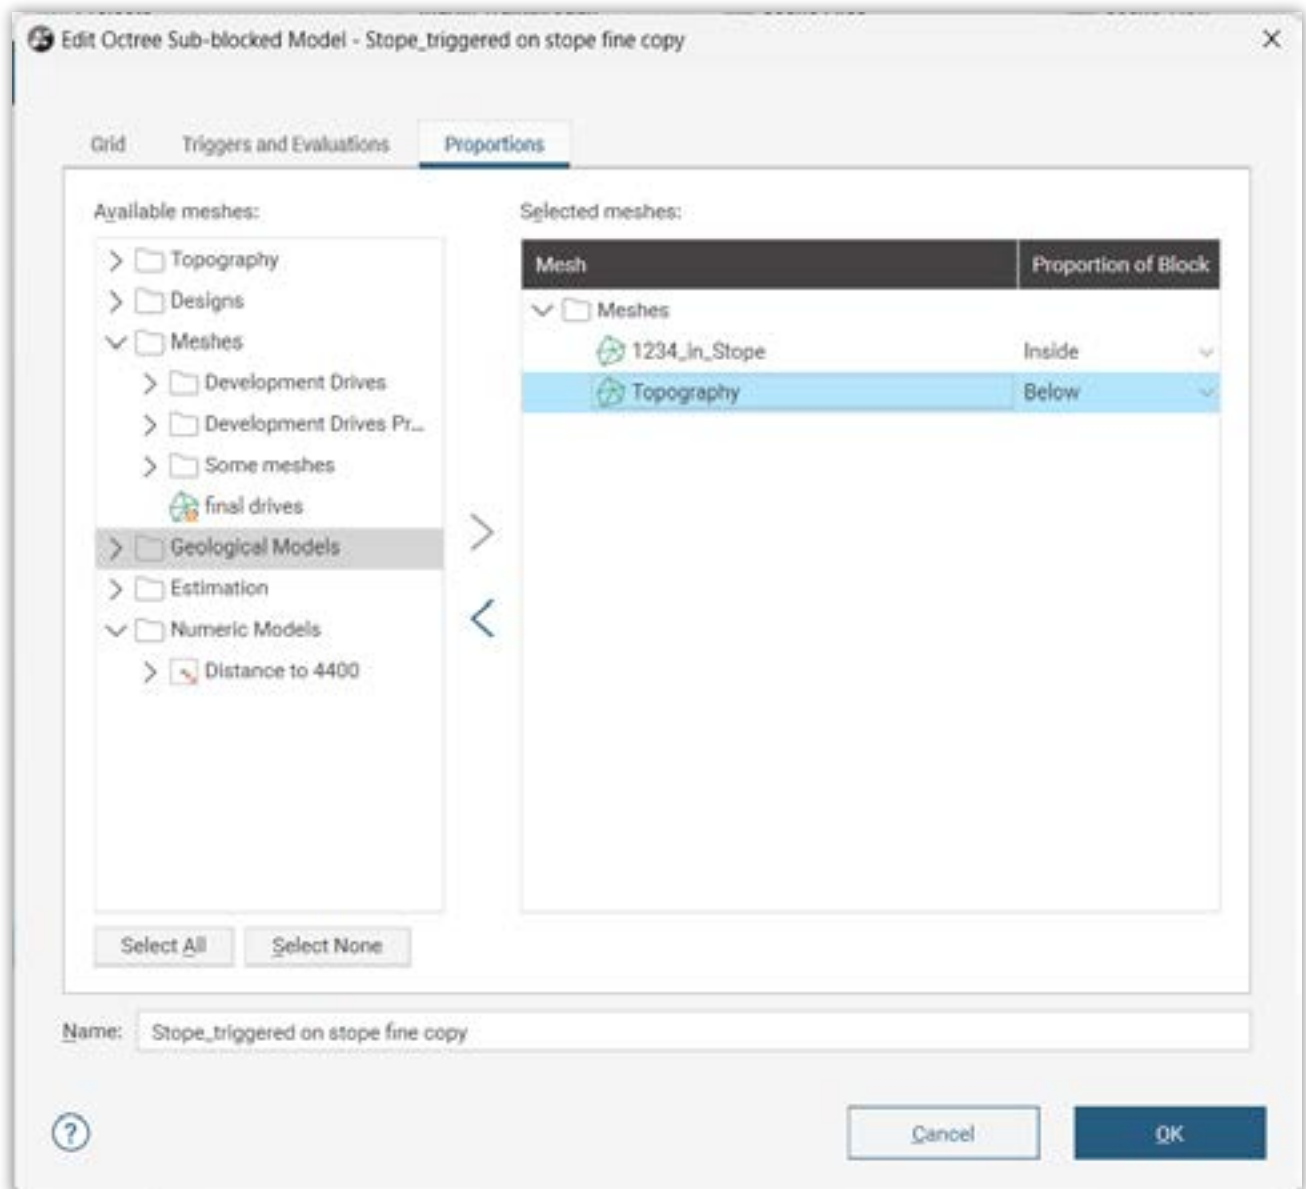 Edit Octree Sub-blocked Model - Stope_triggered on stope fine copy
Grid Triggers and Evaluations Proportions
Available meshes:
Topography
Designs
Meshes
Development Drives
Development Drives Pr...
Some meshes
final drives
Geological Models
Estimation
Numeric Models
Distance to 4400
Select All Select None
Selected meshes:
Mesh Proportion of Block
Meshes
1234_in_Stope Inside
Topography Below
Name: Stope_triggered on stope fine copy
? Cancel OK